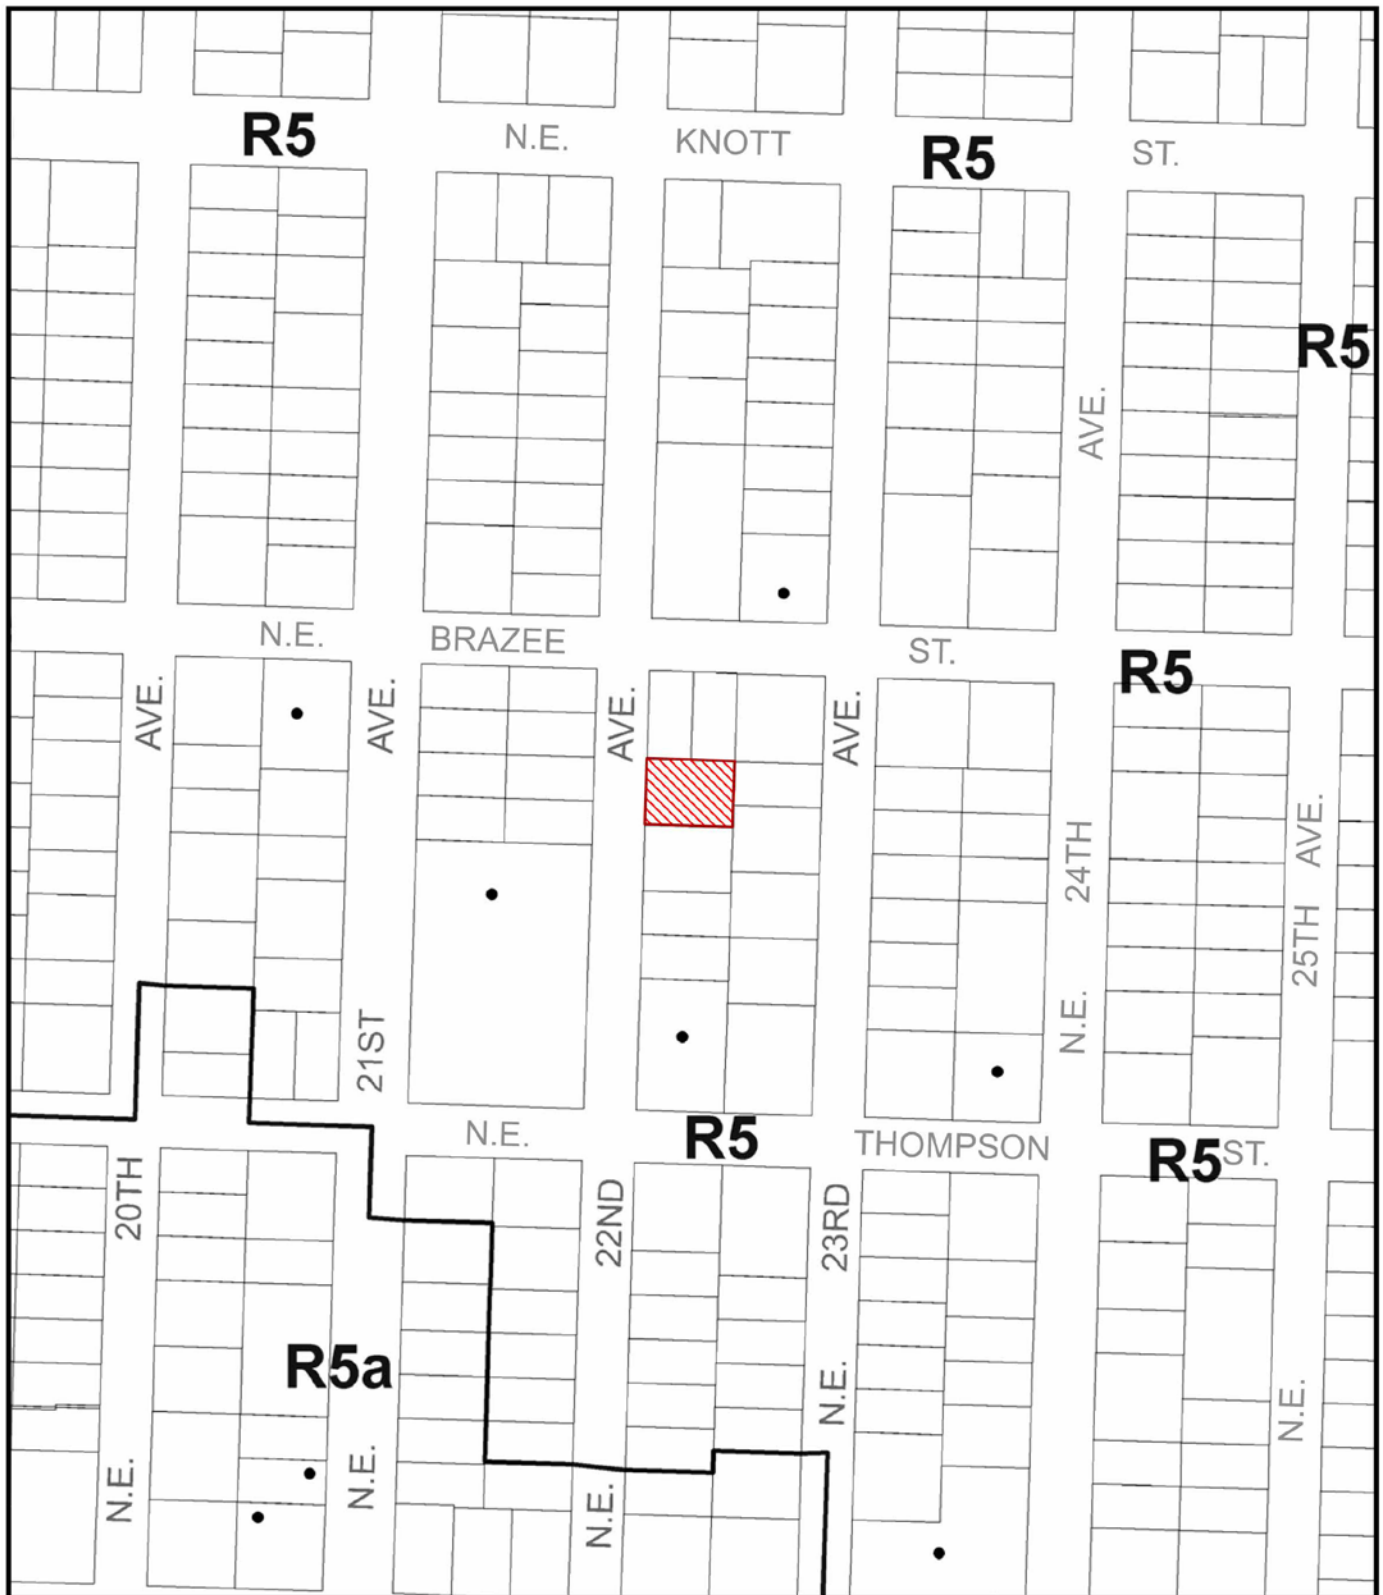 R5
N.E.
KNOTT
R5
ST.
R5
AVE.
N.E.
BRAZEE
ST.
R5
AVE.
AVE.
AVE.
AVE.
24TH
AVE.
25TH
N.E.
21ST
N.E.
R5
THOMPSON
R5
ST.
20TH
22ND
23RD
R5a
N.E.
N.E.
N.E.
N.E.
N.E.